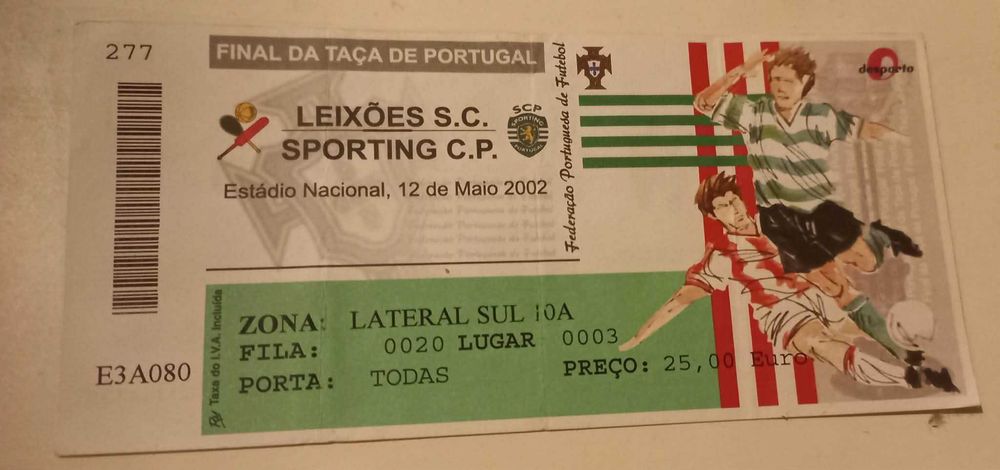 277
E3A080
FINAL DA TAÇA DE PORTUGAL
LEIXÕES S.C.
SPORTING C.P.
SCP
SPORTING
PORTUGAL
Estádio Nacional, 12 de Maio 2002
Federação Portuguesa de Futebol
desporto
Taxa do I.V.A. Incluída
ZONA: LATERAL SUL 10A
FILA: 0020 LUGAR 0003
PORTA: TODAS
PREÇO: 25,00 Euro